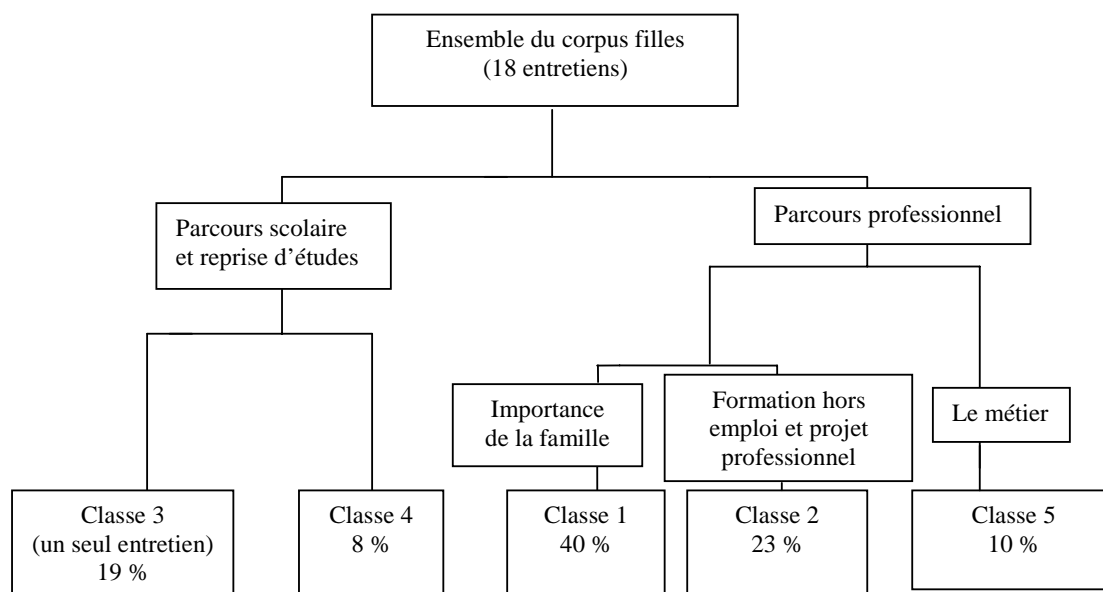 Ensemble du corpus filles
(18 entretiens)
Parcours scolaire
et reprise d’études
Parcours professionnel
Importance
de la famille
Formation hors
emploi et projet
professionnel
Le métier
Classe 3
(un seul entretien)
19 %
Classe 4
8 %
Classe 1
40 %
Classe 2
23 %
Classe 5
10 %